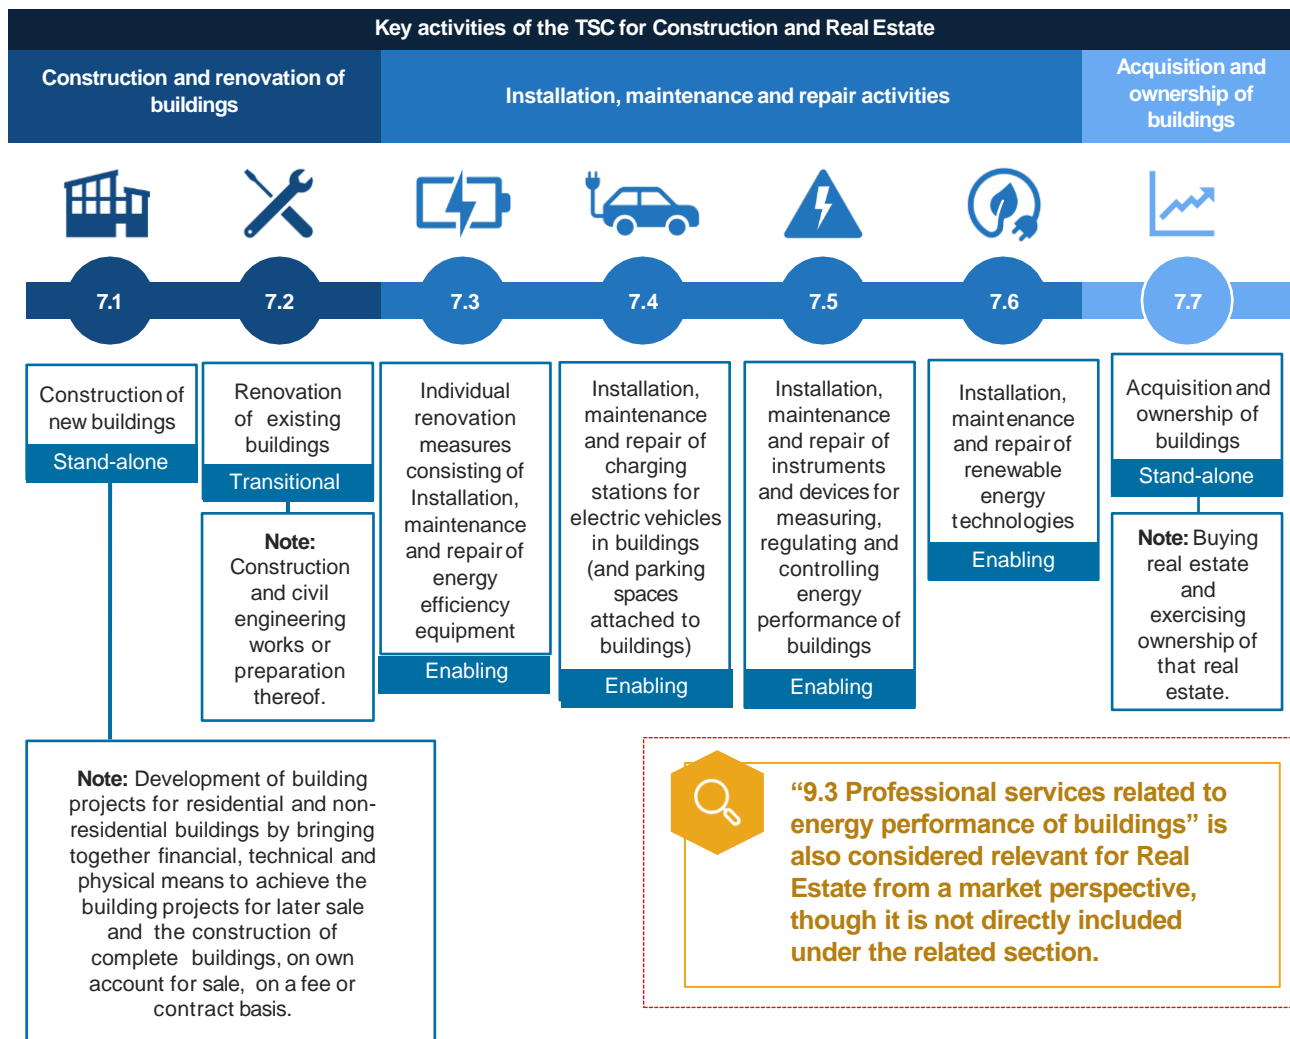 Key activities of the TSC for Construction and Real Estate
Construction and renovation of
buildings
Installation, maintenance and repair activities
Acquisition and
ownership of
buildings
7.1
7.2
7.3
7.4
7.5
7.6
7.7
Construction of
new buildings
Stand-alone
Renovation
of existing
buildings
Transitional
Note:
Construction
and civil
engineering
works or
preparation
thereof.
Individual
renovation
measures
consisting of
Installation,
maintenance
and repair of
energy
efficiency
equipment
Enabling
Installation,
maintenance
and repair of
charging
stations for
electric vehicles
in buildings
(and parking
spaces
attached to
buildings)
Enabling
Installation,
maintenance
and repair of
instruments
and devices for
measuring,
regulating and
controlling
energy
performance of
buildings
Enabling
Installation,
maintenance
and repair of
renewable
energy
technologies
Enabling
Acquisition and
ownership of
buildings
Stand-alone
Note: Buying
real estate
and
exercising
ownership of
that real
estate.
Note: Development of building
projects for residential and non-
residential buildings by bringing
together financial, technical and
physical means to achieve the
building projects for later sale
and the construction of
complete buildings, on own
account for sale, on a fee or
contract basis.
“9.3 Professional services related to
energy performance of buildings” is
also considered relevant for Real
Estate from a market perspective,
though it is not directly included
under the related section.